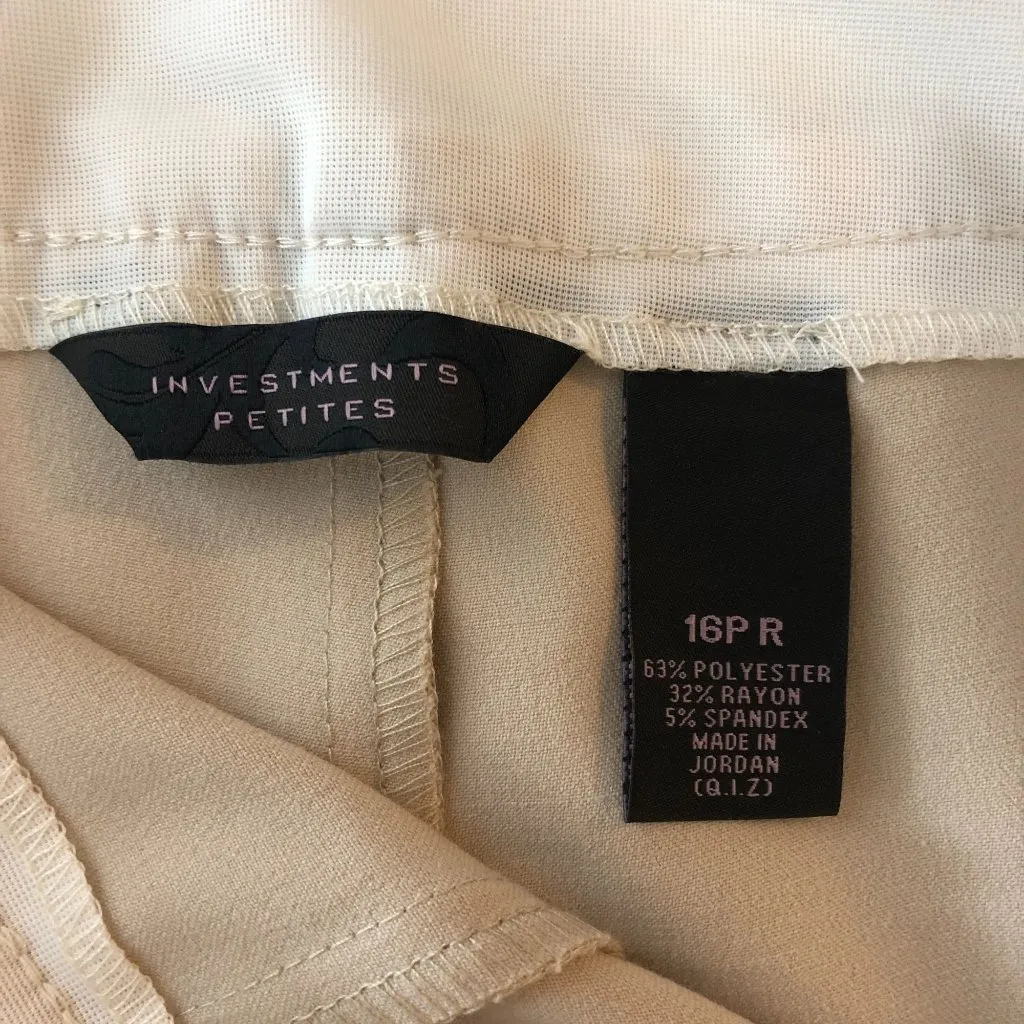 INVESTMENTS
PETITES
16P R
63% POLYESTER
32% RAYON
5% SPANDEX
MADE IN
JORDAN
(Q.I.Z)